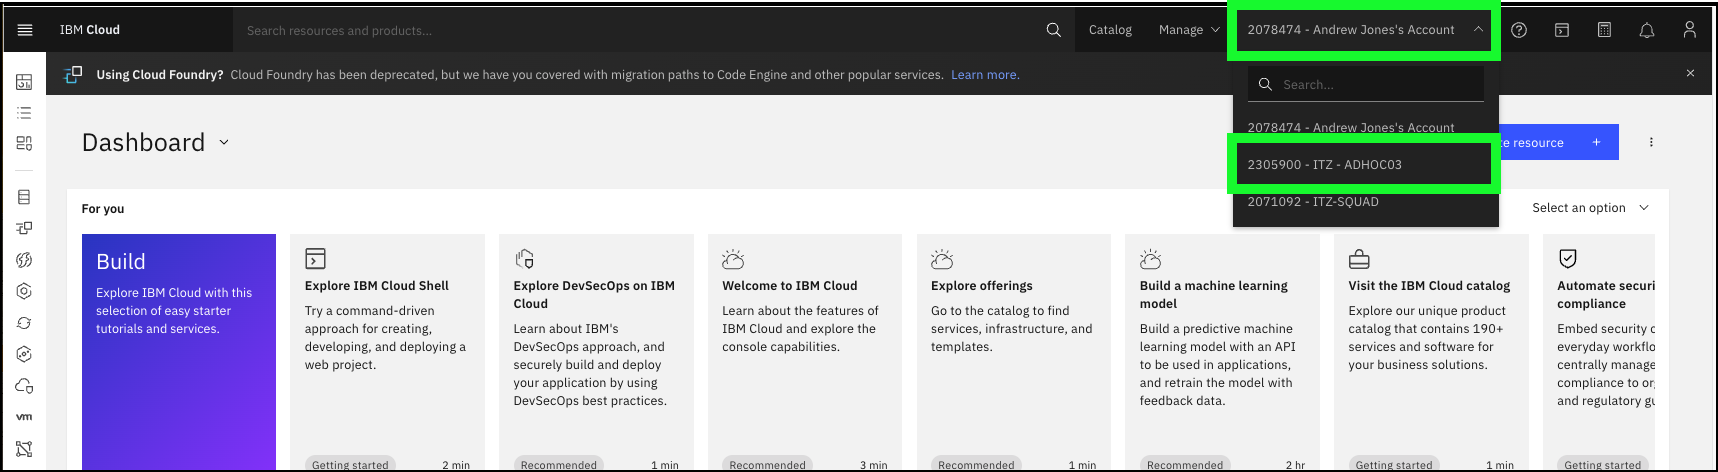 IBM Cloud
Search resources and products...
Catalog
Manage
2078474 - Andrew Jones's Account
Using Cloud Foundry? Cloud Foundry has been deprecated, but we have you covered with migration paths to Code Engine and other popular services. Learn more.
Search...
2078474 - Andrew Jones's Account
2305900 - ITZ - ADHOC03
2071092 - ITZ-SQUAD
Dashboard
resource +
For you
Select an option
Build
Explore IBM Cloud with this
selection of easy starter
tutorials and services.
Explore IBM Cloud Shell
Try a command-driven
approach for creating,
developing, and deploying a
web project.
Getting started
2 min
Explore DevSecOps on IBM
Cloud
Learn about IBM's
DevSecOps approach, and
securely build and deploy
your application by using
DevSecOps best practices.
Recommended
1 min
Welcome to IBM Cloud
Learn about the features of
IBM Cloud and explore the
console capabilities.
Recommended
3 min
Explore offerings
Go to the catalog to find
services, infrastructure, and
templates.
Recommended
1 min
Build a machine learning
model
Build a predictive machine
learning model with an API
to be used in applications,
and retrain the model with
feedback data.
Recommended
2 hr
Visit the IBM Cloud catalog
Explore our unique product
catalog that contains 190+
services and software for
your business solutions.
Getting started
1 min
Automate securi
compliance
Embed security
everyday workflo
centrally manage
compliance to or
and regulatory gu
Getting started
vm